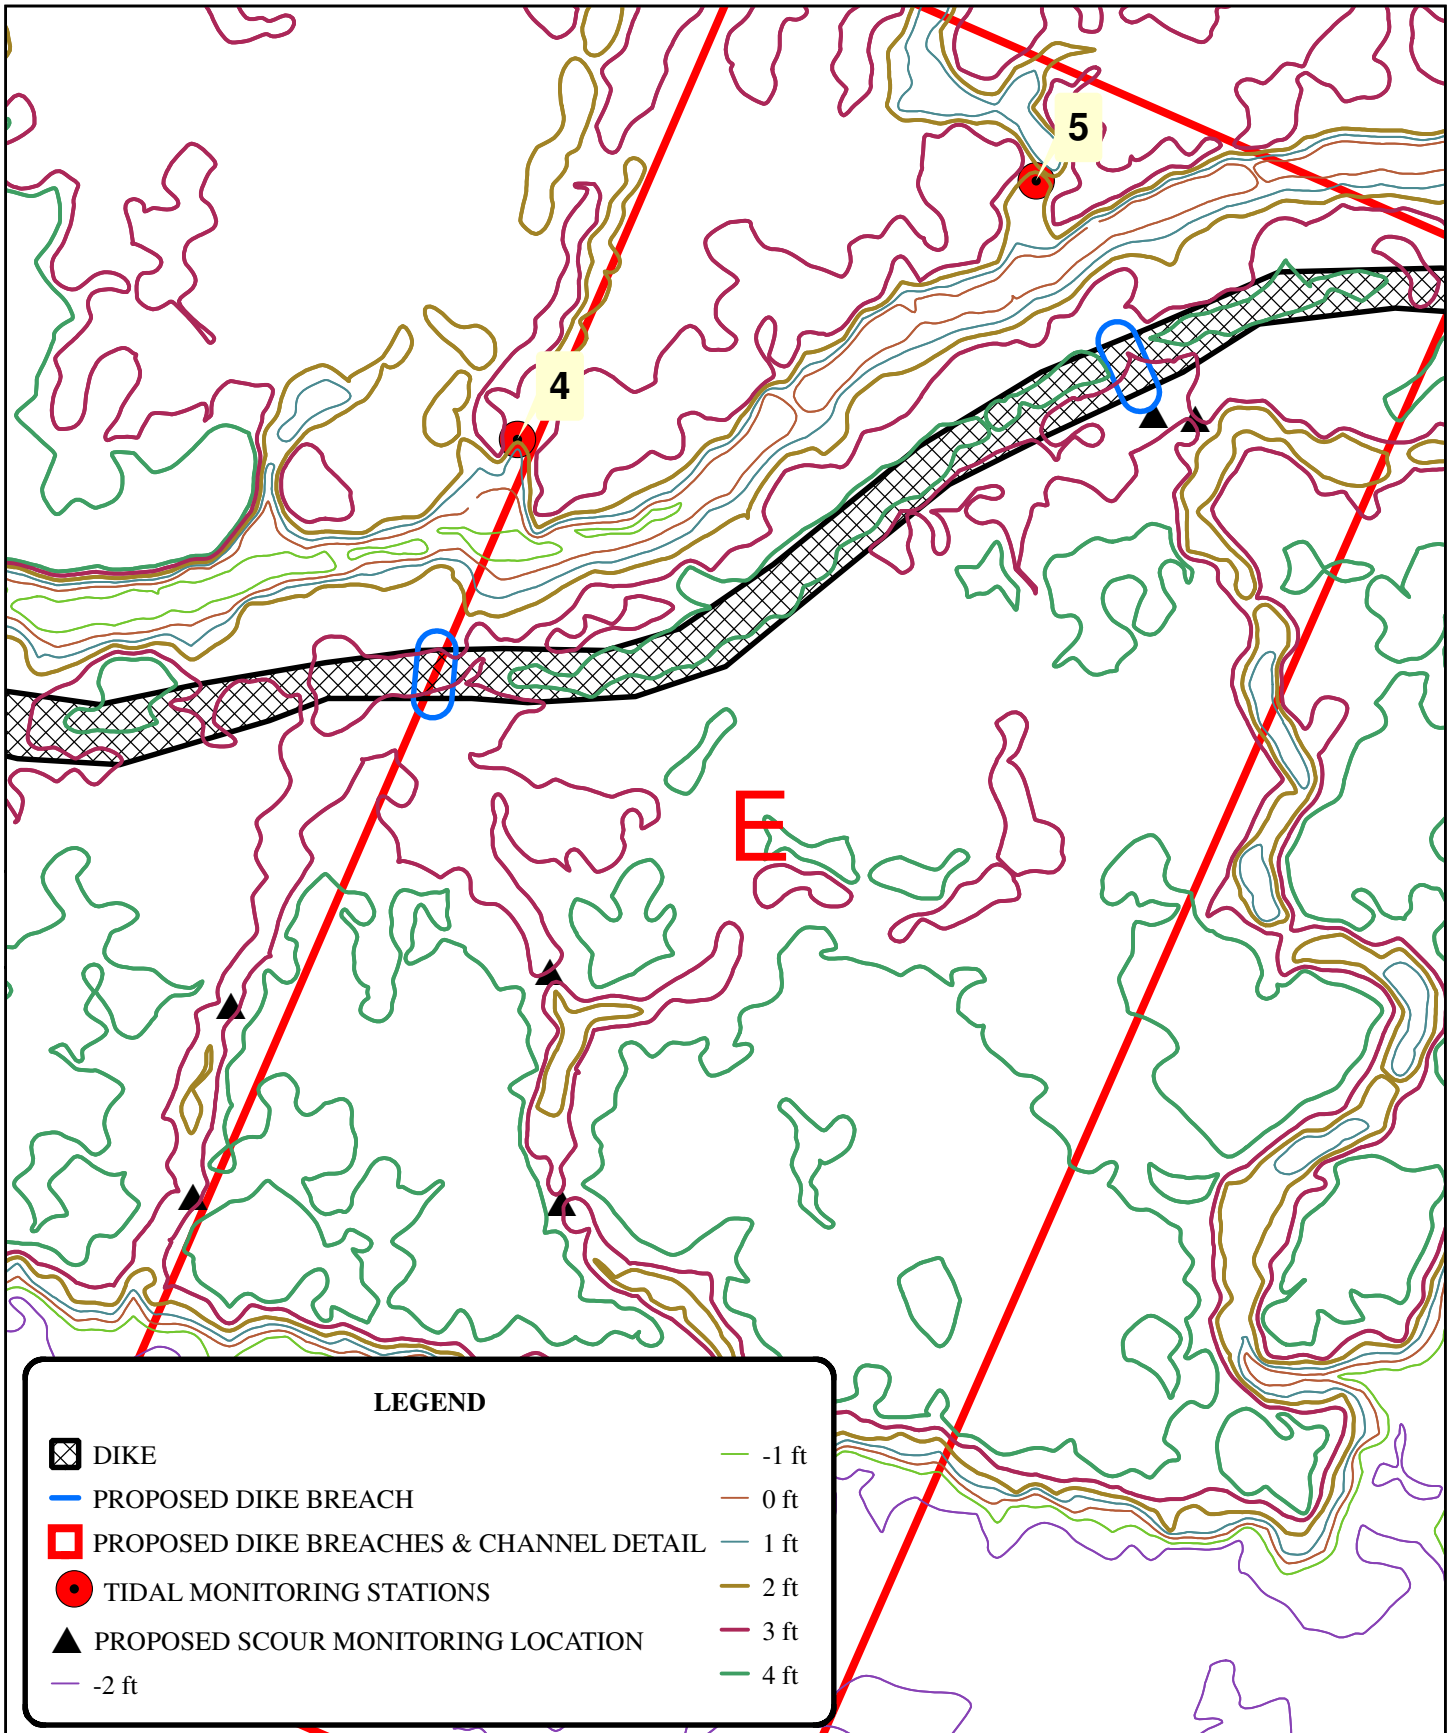 5
4
E
LEGEND
DIKE
PROPOSED DIKE BREACH
PROPOSED DIKE BREACHES & CHANNEL DETAIL
TIDAL MONITORING STATIONS
PROPOSED SCOUR MONITORING LOCATION
-2 ft
-1 ft
0 ft
1 ft
2 ft
3 ft
4 ft